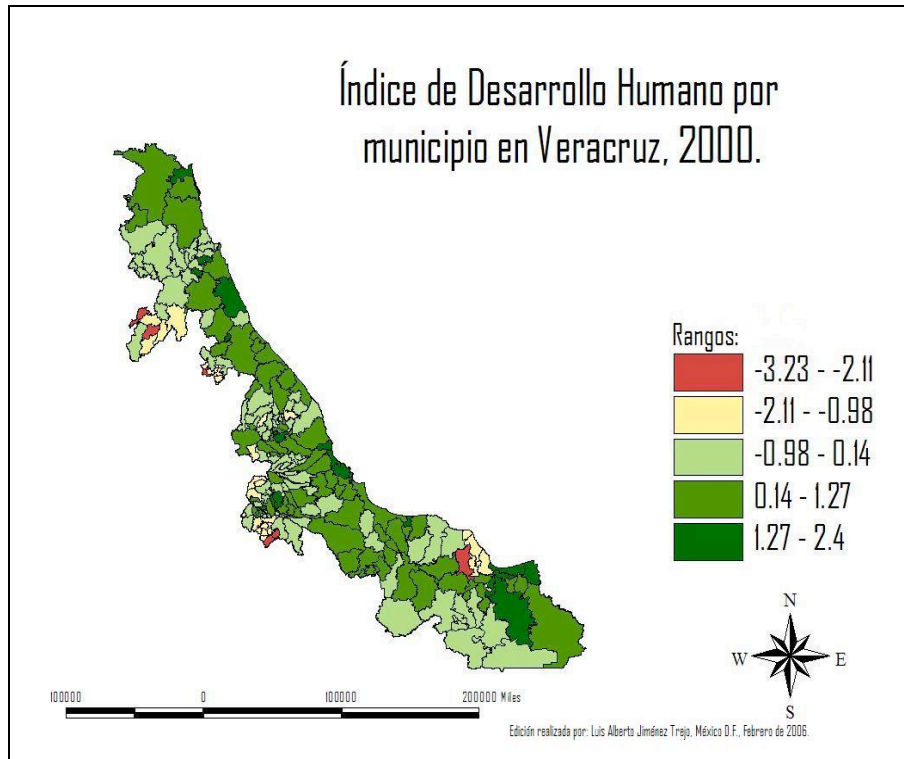 Índice de Desarrollo Humano por
municipio en Veracruz, 2000.
Rangos:
-3.23 - -2.11
-2.11 - -0.98
-0.98 - 0.14
0.14 - 1.27
1.27 - 2.4
N
W E
S
100000 0 100000 200000 Miles
Edición realizada por: Luis Alberto Jiménez Trejo, México D.F., Febrero de 2006.